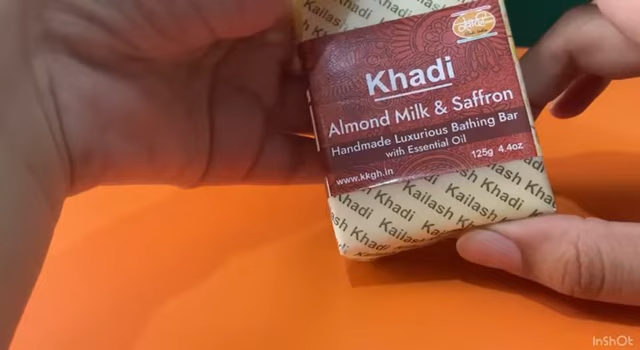 Khadi
Almond Milk & Saffron
Handmade Luxurious Bathing Bar
with Essential Oil
125g 4.4oz
www.kkgh.in
Kailash Khadi
Kailash Khadi
Kailash Khadi
InShOt